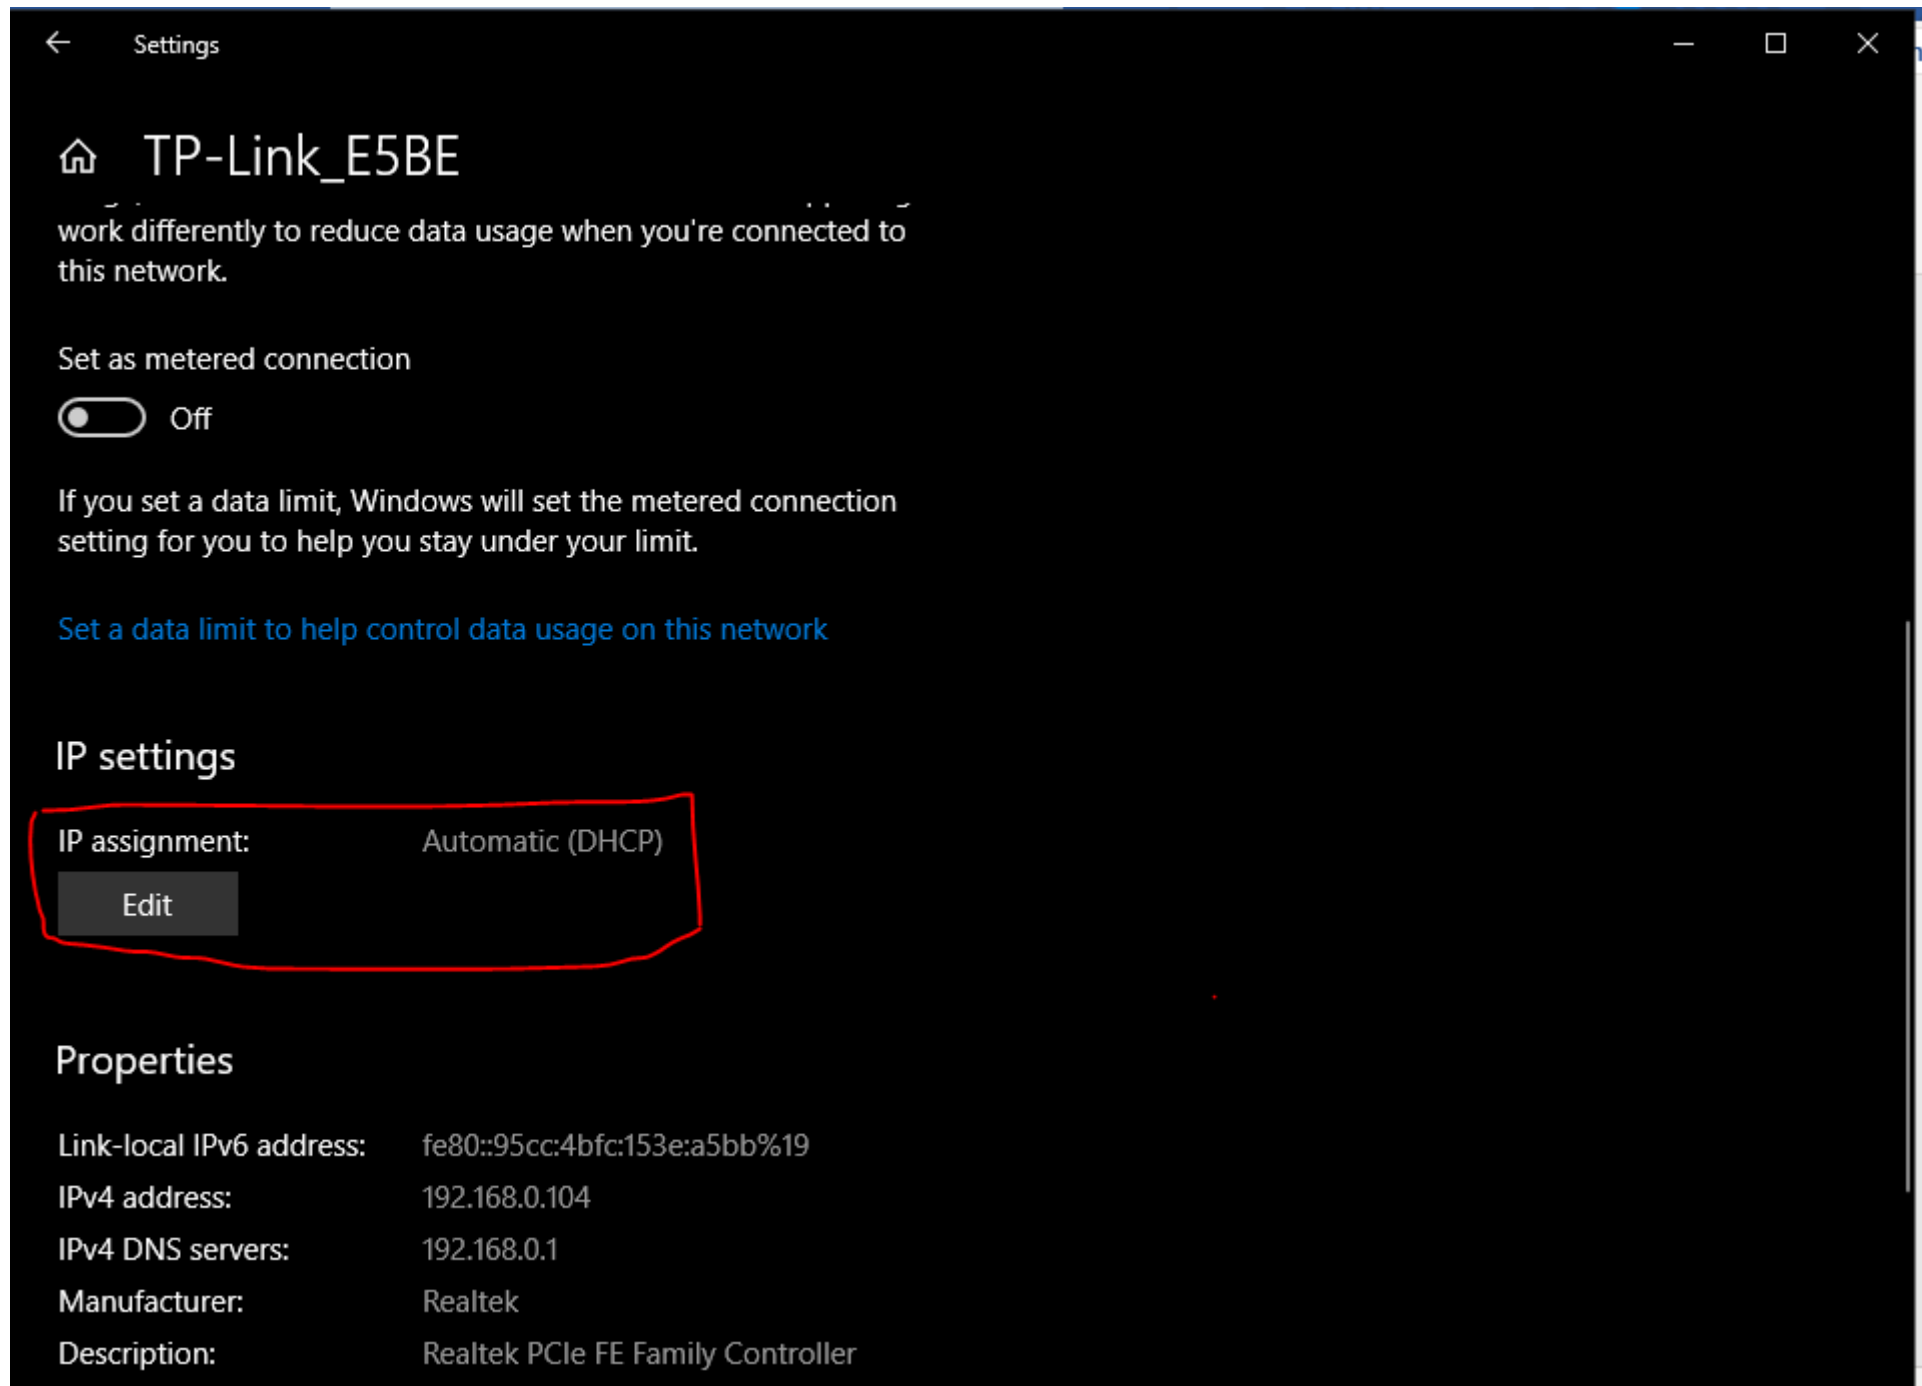 Settings
TP-Link_E5BE
work differently to reduce data usage when you're connected to
this network.
Set as metered connection
Off
If you set a data limit, Windows will set the metered connection
setting for you to help you stay under your limit.
Set a data limit to help control data usage on this network
IP settings
IP assignment: Automatic (DHCP)
Edit
Properties
Link-local IPv6 address: fe80::95cc:4bfc:153e:a5bb%19
IPv4 address: 192.168.0.104
IPv4 DNS servers: 192.168.0.1
Manufacturer: Realtek
Description: Realtek PCIe FE Family Controller